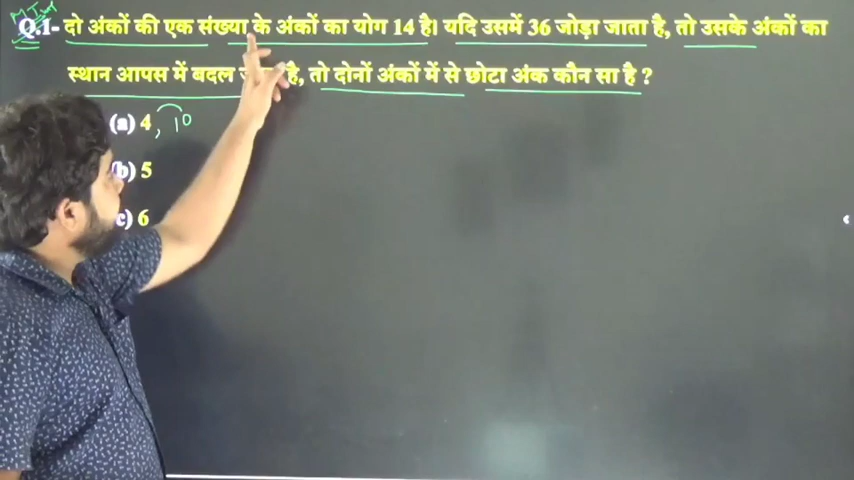 Q.1- दो अंकों की एक संख्या के अंकों का योग 14 है। यदि उसमें 36 जोड़ा जाता है, तो उसके अंकों का
स्थान आपस में बदल है, तो दोनों अंकों में से छोटा अंक कौन सा है ?
(a) 4, 10
(b) 5
(c) 6